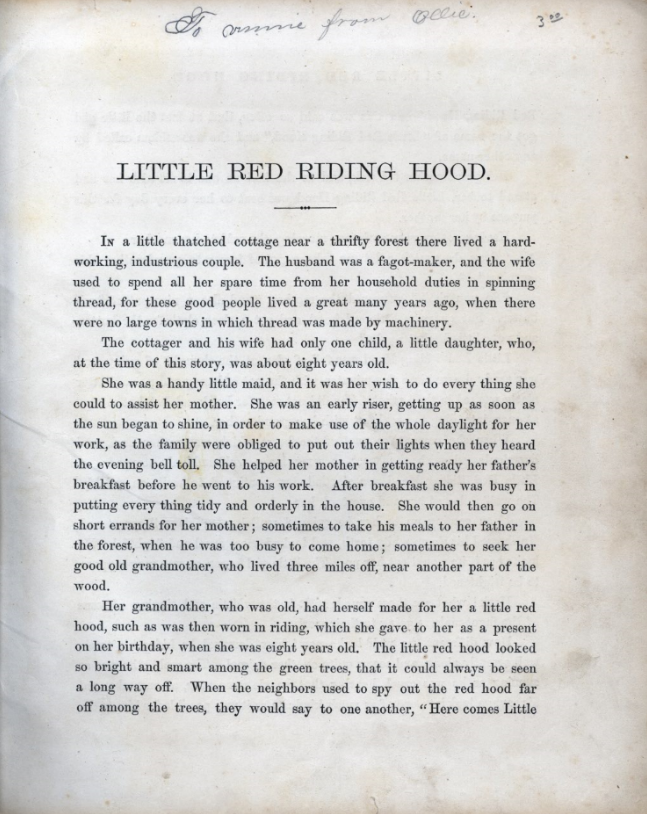 To Vinnie from Ollie.
3.00
LITTLE RED RIDING HOOD.
In a little thatched cottage near a thrifty forest there lived a hard-
working, industrious couple. The husband was a fagot-maker, and the wife
used to spend all her spare time from her household duties in spinning
thread, for these good people lived a great many years ago, when there
were no large towns in which thread was made by machinery.
The cottager and his wife had only one child, a little daughter, who,
at the time of this story, was about eight years old.
She was a handy little maid, and it was her wish to do every thing she
could to assist her mother. She was an early riser, getting up as soon as
the sun began to shine, in order to make use of the whole daylight for her
work, as the family were obliged to put out their lights when they heard
the evening bell toll. She helped her mother in getting ready her father's
breakfast before he went to his work. After breakfast she was busy in
putting every thing tidy and orderly in the house. She would then go on
short errands for her mother; sometimes to take his meals to her father in
the forest, when he was too busy to come home; sometimes to seek her
good old grandmother, who lived three miles off, near another part of the
wood.
Her grandmother, who was old, had herself made for her a little red
hood, such as was then worn in riding, which she gave to her as a present
on her birthday, when she was eight years old. The little red hood looked
so bright and smart among the green trees, that it could always be seen
a long way off. When the neighbors used to spy out the red hood far
off among the trees, they would say to one another, "Here comes Little